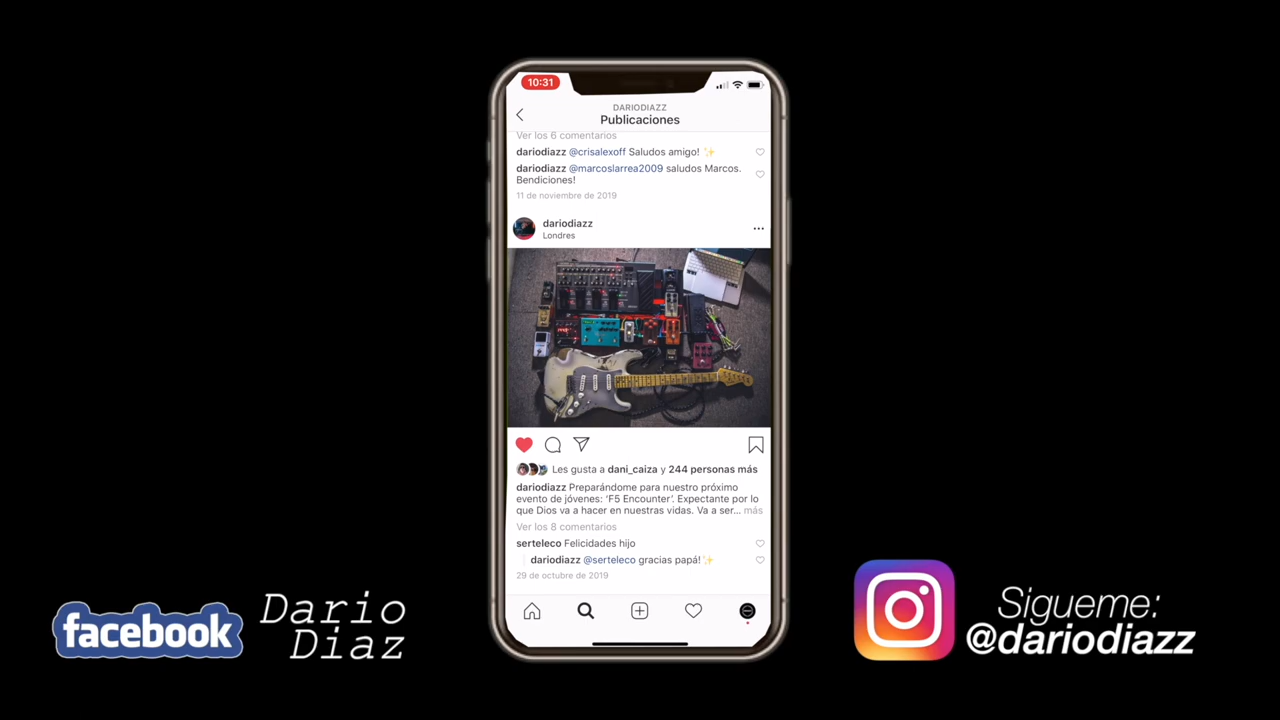 10:31
DARIODIAZZ
Publicaciones
Ver los 6 comentarios
dariodiazz @crisalexoff Saludos amigo! ✨
dariodiazz @marcoslarrea2009 saludos Marcos.
Bendiciones!
11 de noviembre de 2019
dariodiazz
Londres
Les gusta a dani_caiza y 244 personas más
dariodiazz Preparándome para nuestro próximo
evento de jóvenes: ‘F5 Encounter’. Expectante por lo
que Dios va a hacer en nuestras vidas. Va a ser... más
Ver los 8 comentarios
serteleco Felicidades hijo
dariodiazz @serteleco gracias papá!✨
29 de octubre de 2019
facebook
Dario
Diaz
Sigueme:
@dariodiazz